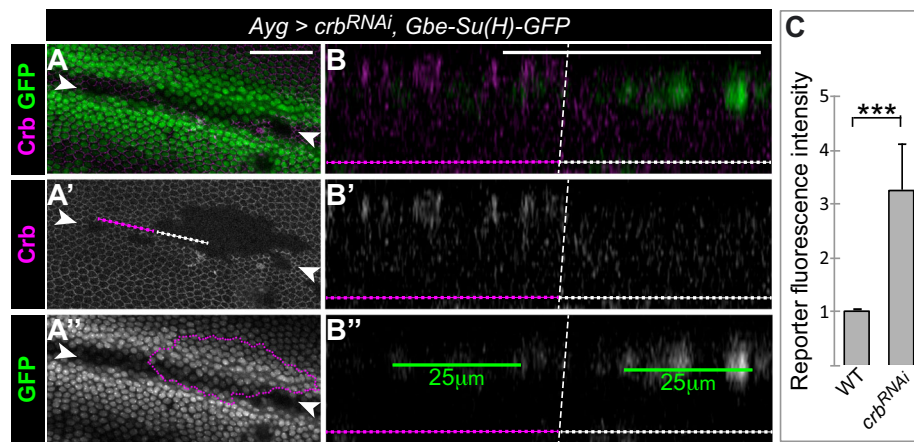 Ayg > crbRNAi, Gbe-Su(H)-GFP
C
A
B
Crb GFP
A'
B'
Crb
A''
B''
GFP
25μm
25μm
Reporter fluorescence intensity
5
4
3
2
1
***
WT
crbRNAi